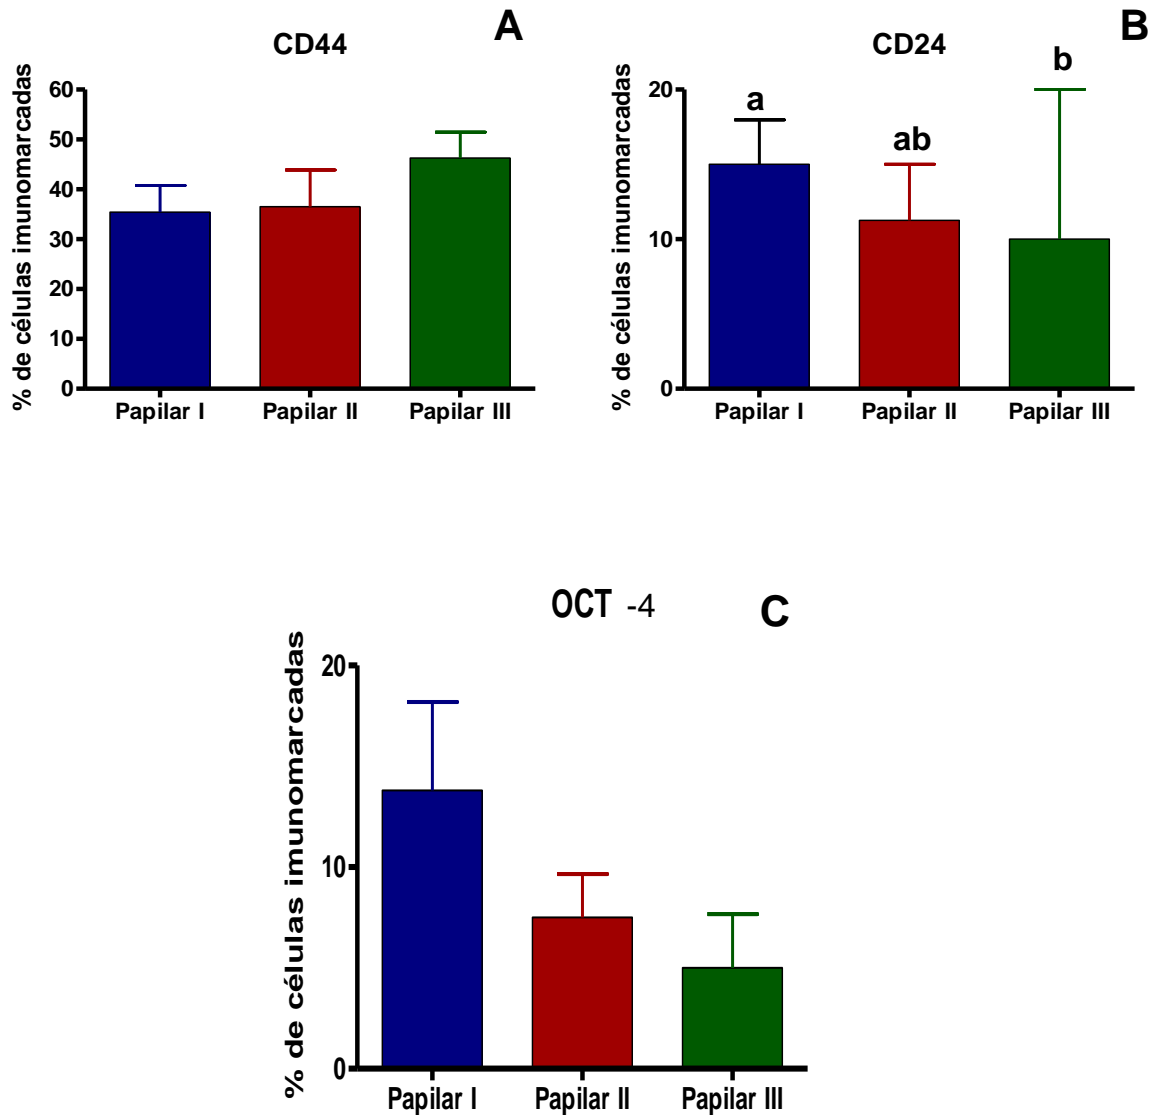 A
CD44
% de células imunomarcadas
60
50
40
30
20
10
0
Papilar I Papilar II Papilar III
B
CD24
% de células imunomarcadas
20
10
0
a
ab
b
Papilar I Papilar II Papilar III
OCT -4
C
% de células imunomarcadas
20
10
0
Papilar I Papilar II Papilar III